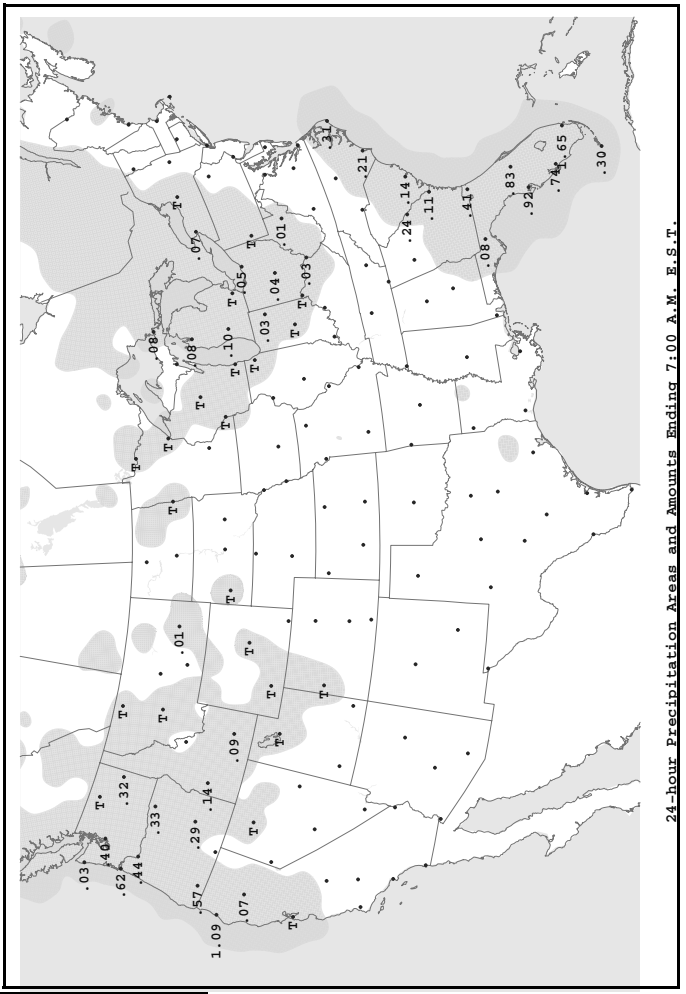 .03
.40
T
.62
.32
T
T
.44
.33
T
.08
T
T
T
.01
.08
.29
.07
.57
T
.14
1.09
T
.10
T
T
.09
T
.05
.07
T
T
T
T
.03
T
.04
T
.01
T
T
T
.03
T
.31
.21
.14
.24
.11
.41
.08
.83
.92
.74
1.65
.30
24-hour Precipitation Areas and Amounts Ending 7:00 A.M. E.S.T.